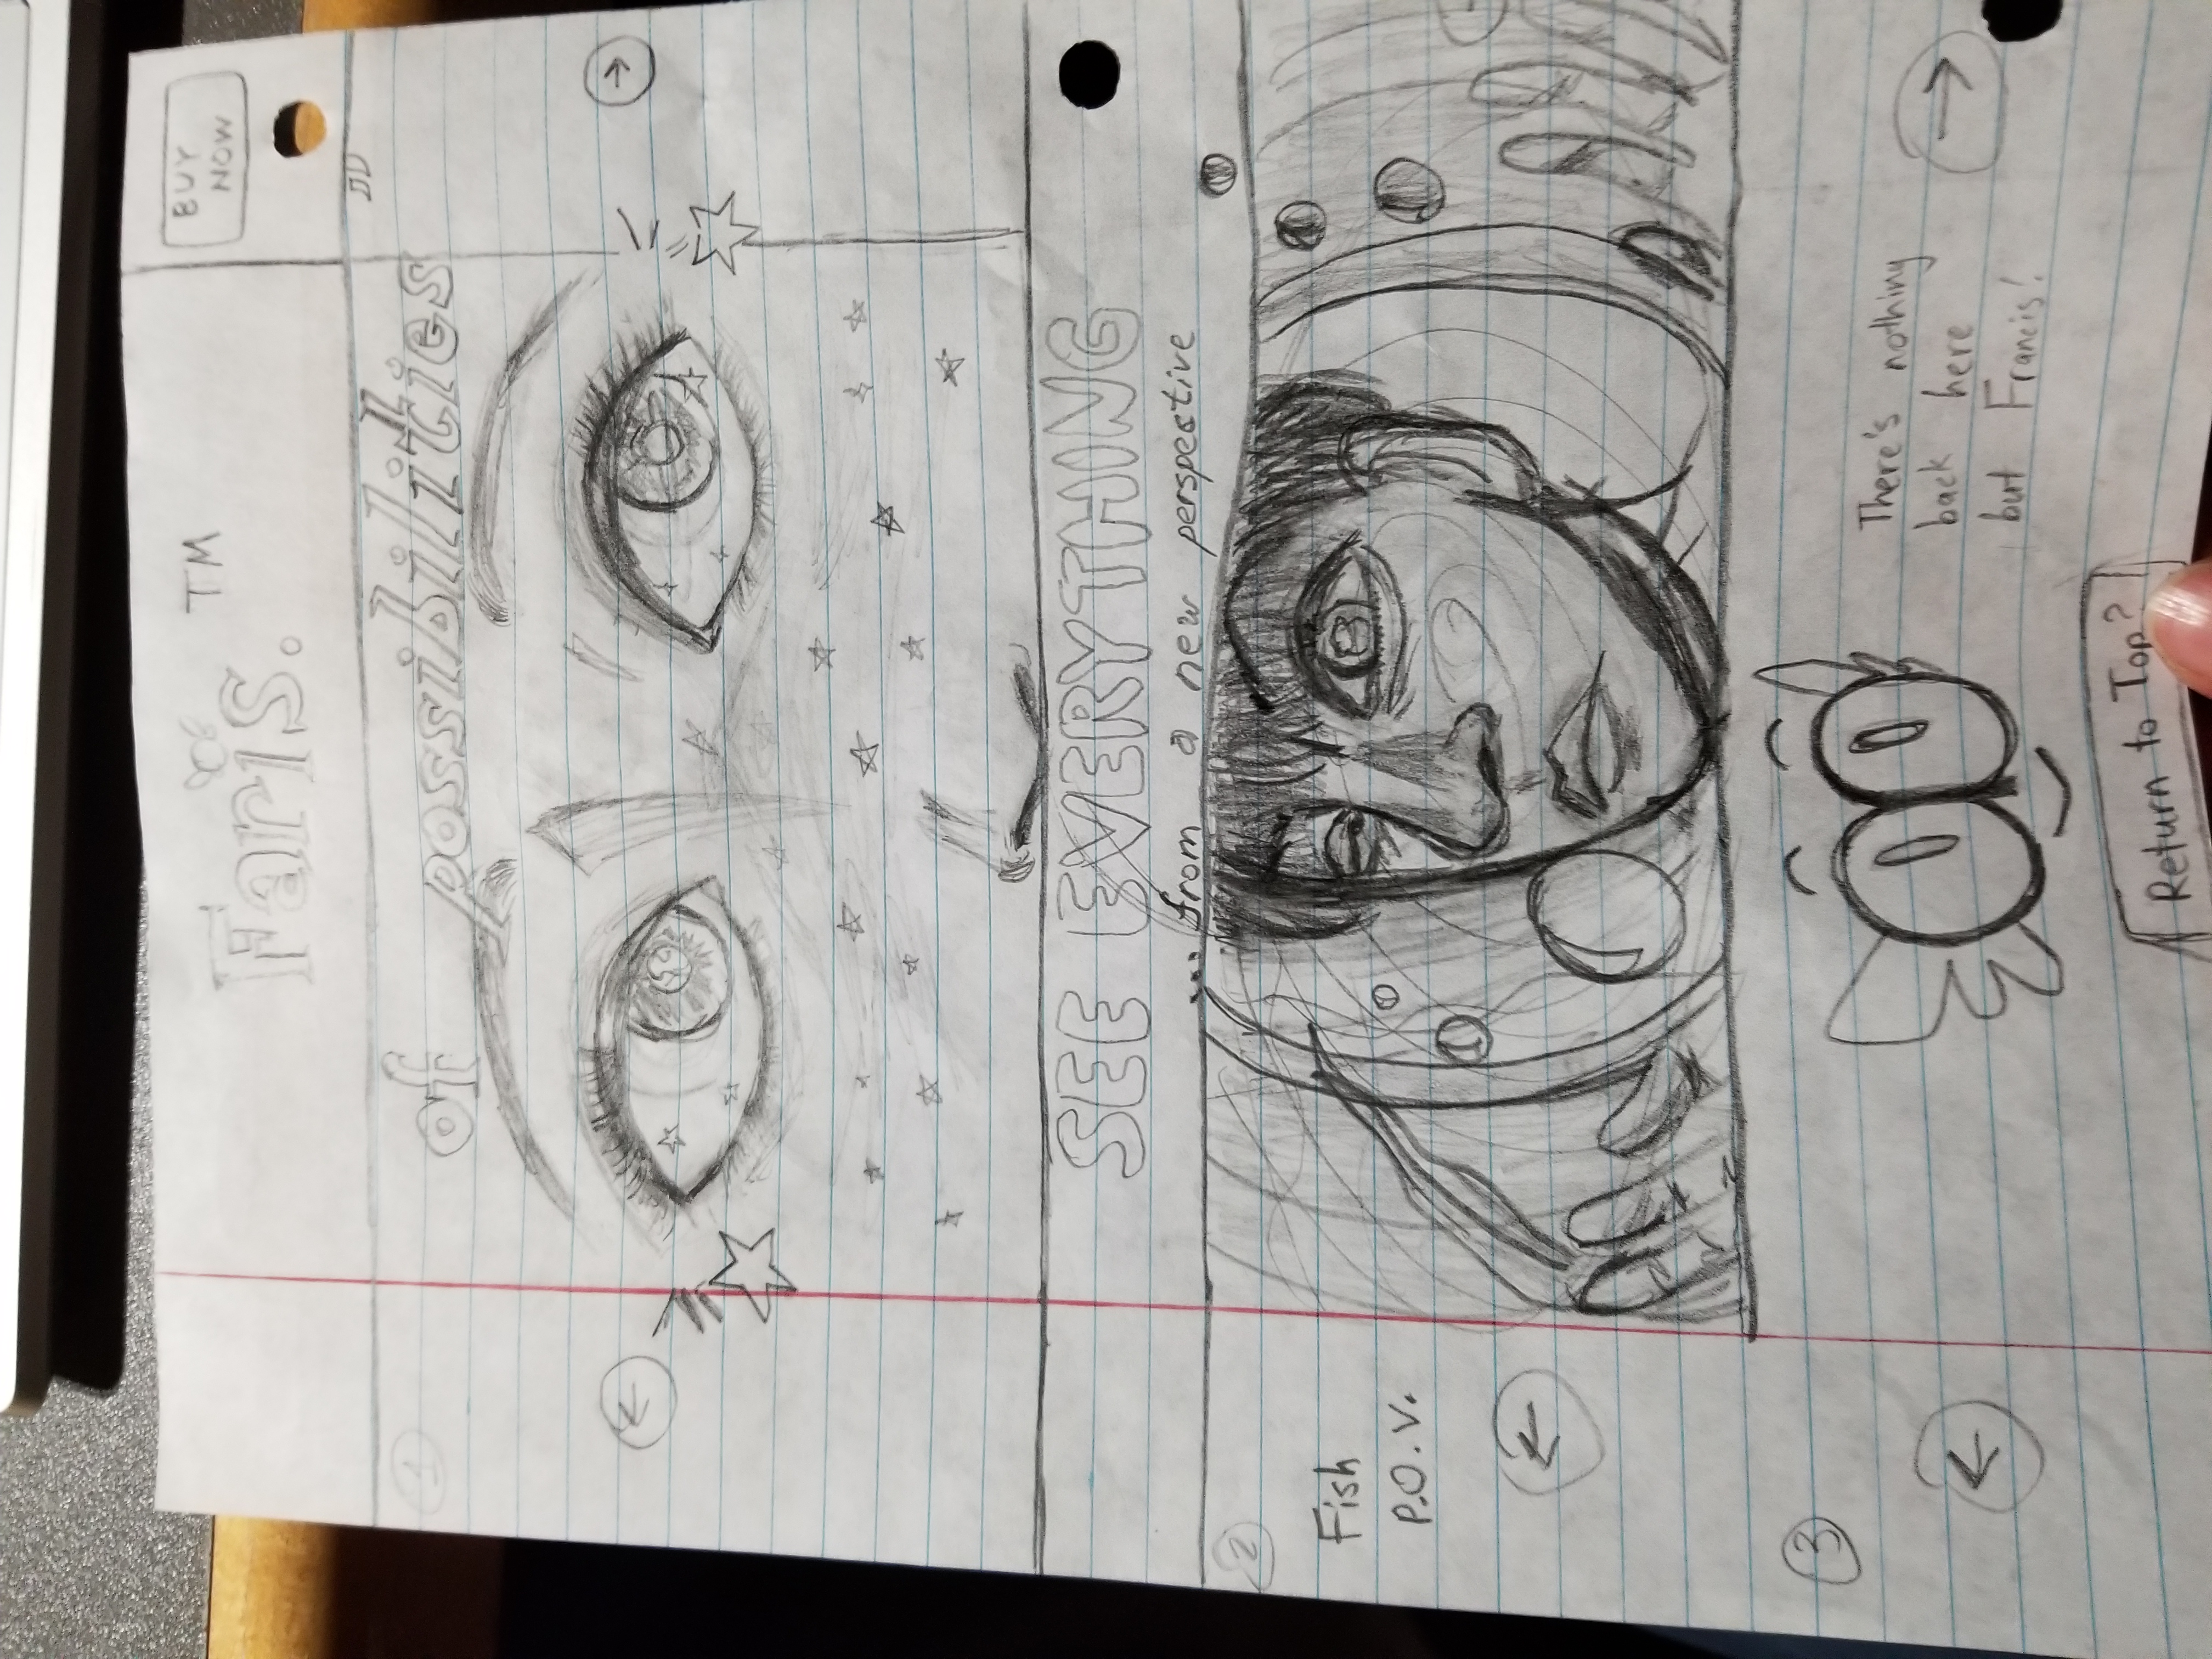 Faris.™
BUY
NOW
1
of possibilities
SEE EVERYTHING
... from a new perspective
2
Fish
P.O.V.
3
There's nothing
back here
but Francis!
Return to Top?